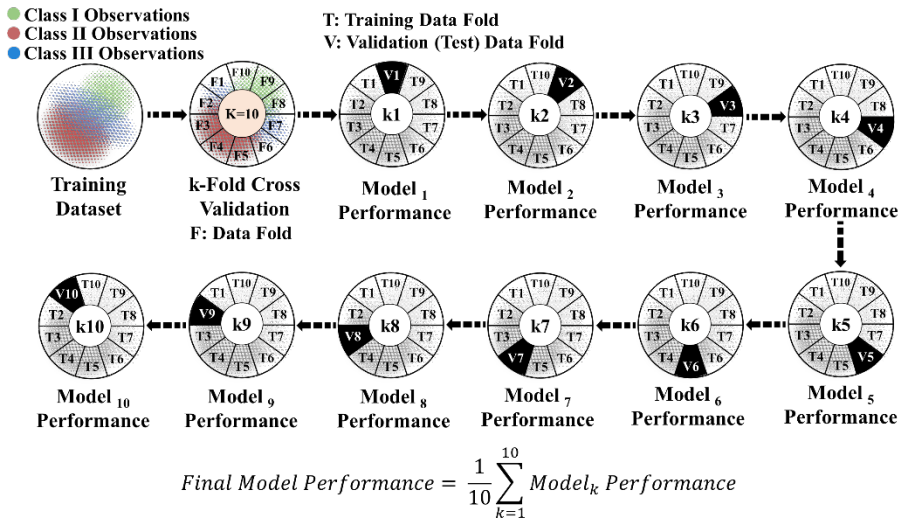 Class I Observations
Class II Observations
Class III Observations
T: Training Data Fold
V: Validation (Test) Data Fold
F1 F10 F9 F2 F8 F3 K=10 F7 F4 F5 F6
T1 V1 T9 T2 T8 k1 T3 T7 T4 T5 T6
T1 T10 V2 T2 T8 k2 T3 T7 T4 T5 T6
T1 T10 T9 T2 V3 k3 T3 T7 T4 T5 T6
T1 T10 T9 T2 T8 k4 T3 V4 T4 T5 T6
Training
Dataset
k-Fold Cross
Validation
F: Data Fold
Model 1
Performance
Model 2
Performance
Model 3
Performance
Model 4
Performance
V10 T10 T9 T2 T8 k10 T3 T7 T4 T5 T6
T1 T10 T9 V9 T8 k9 T3 T7 T4 T5 T6
T1 T10 T9 T2 T8 k8 V8 T7 T4 T5 T6
T1 T10 T9 T2 T8 k7 T3 T7 V7 T5 T6
T1 T10 T9 T2 T8 k6 T3 T7 T4 V6 T6
T1 T10 T9 T2 T8 k5 T3 T7 T4 T5 V5
Model 10
Performance
Model 9
Performance
Model 8
Performance
Model 7
Performance
Model 6
Performance
Model 5
Performance
Final Model Performance = 1/10 ∑ k=1 10 Model k Performance